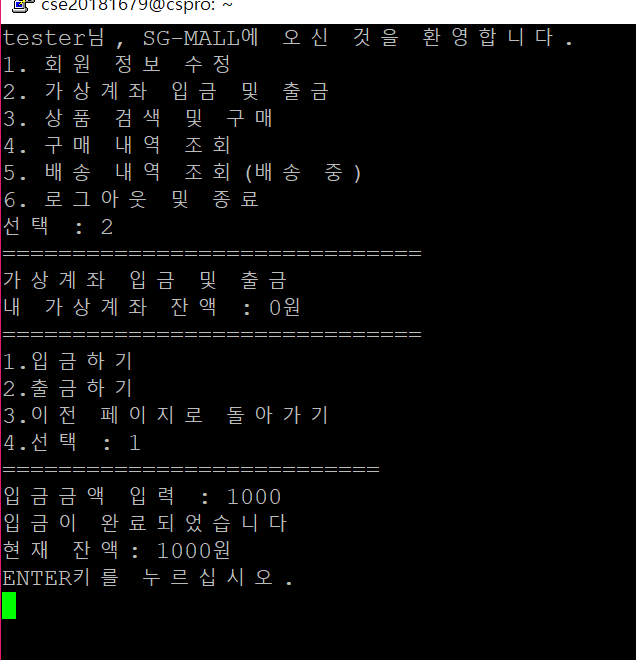 cse20181679@cspro: ~
tester님, SG-MALL에 오신 것을 환영합니다.
1. 회원 정보 수정
2. 가상계좌 입금 및 출금
3. 상품 검색 및 구매
4. 구매 내역 조회
5. 배송 내역 조회(배송 중)
6. 로그아웃 및 종료
선택 : 2
==============================
가상계좌 입금 및 출금
내 가상계좌 잔액 : 0원
==============================
1.입금하기
2.출금하기
3.이전 페이지로 돌아가기
4.선택 : 1
===========================
입금금액 입력 : 1000
입금이 완료되었습니다
현재 잔액: 1000원
ENTER키를 누르십시오.